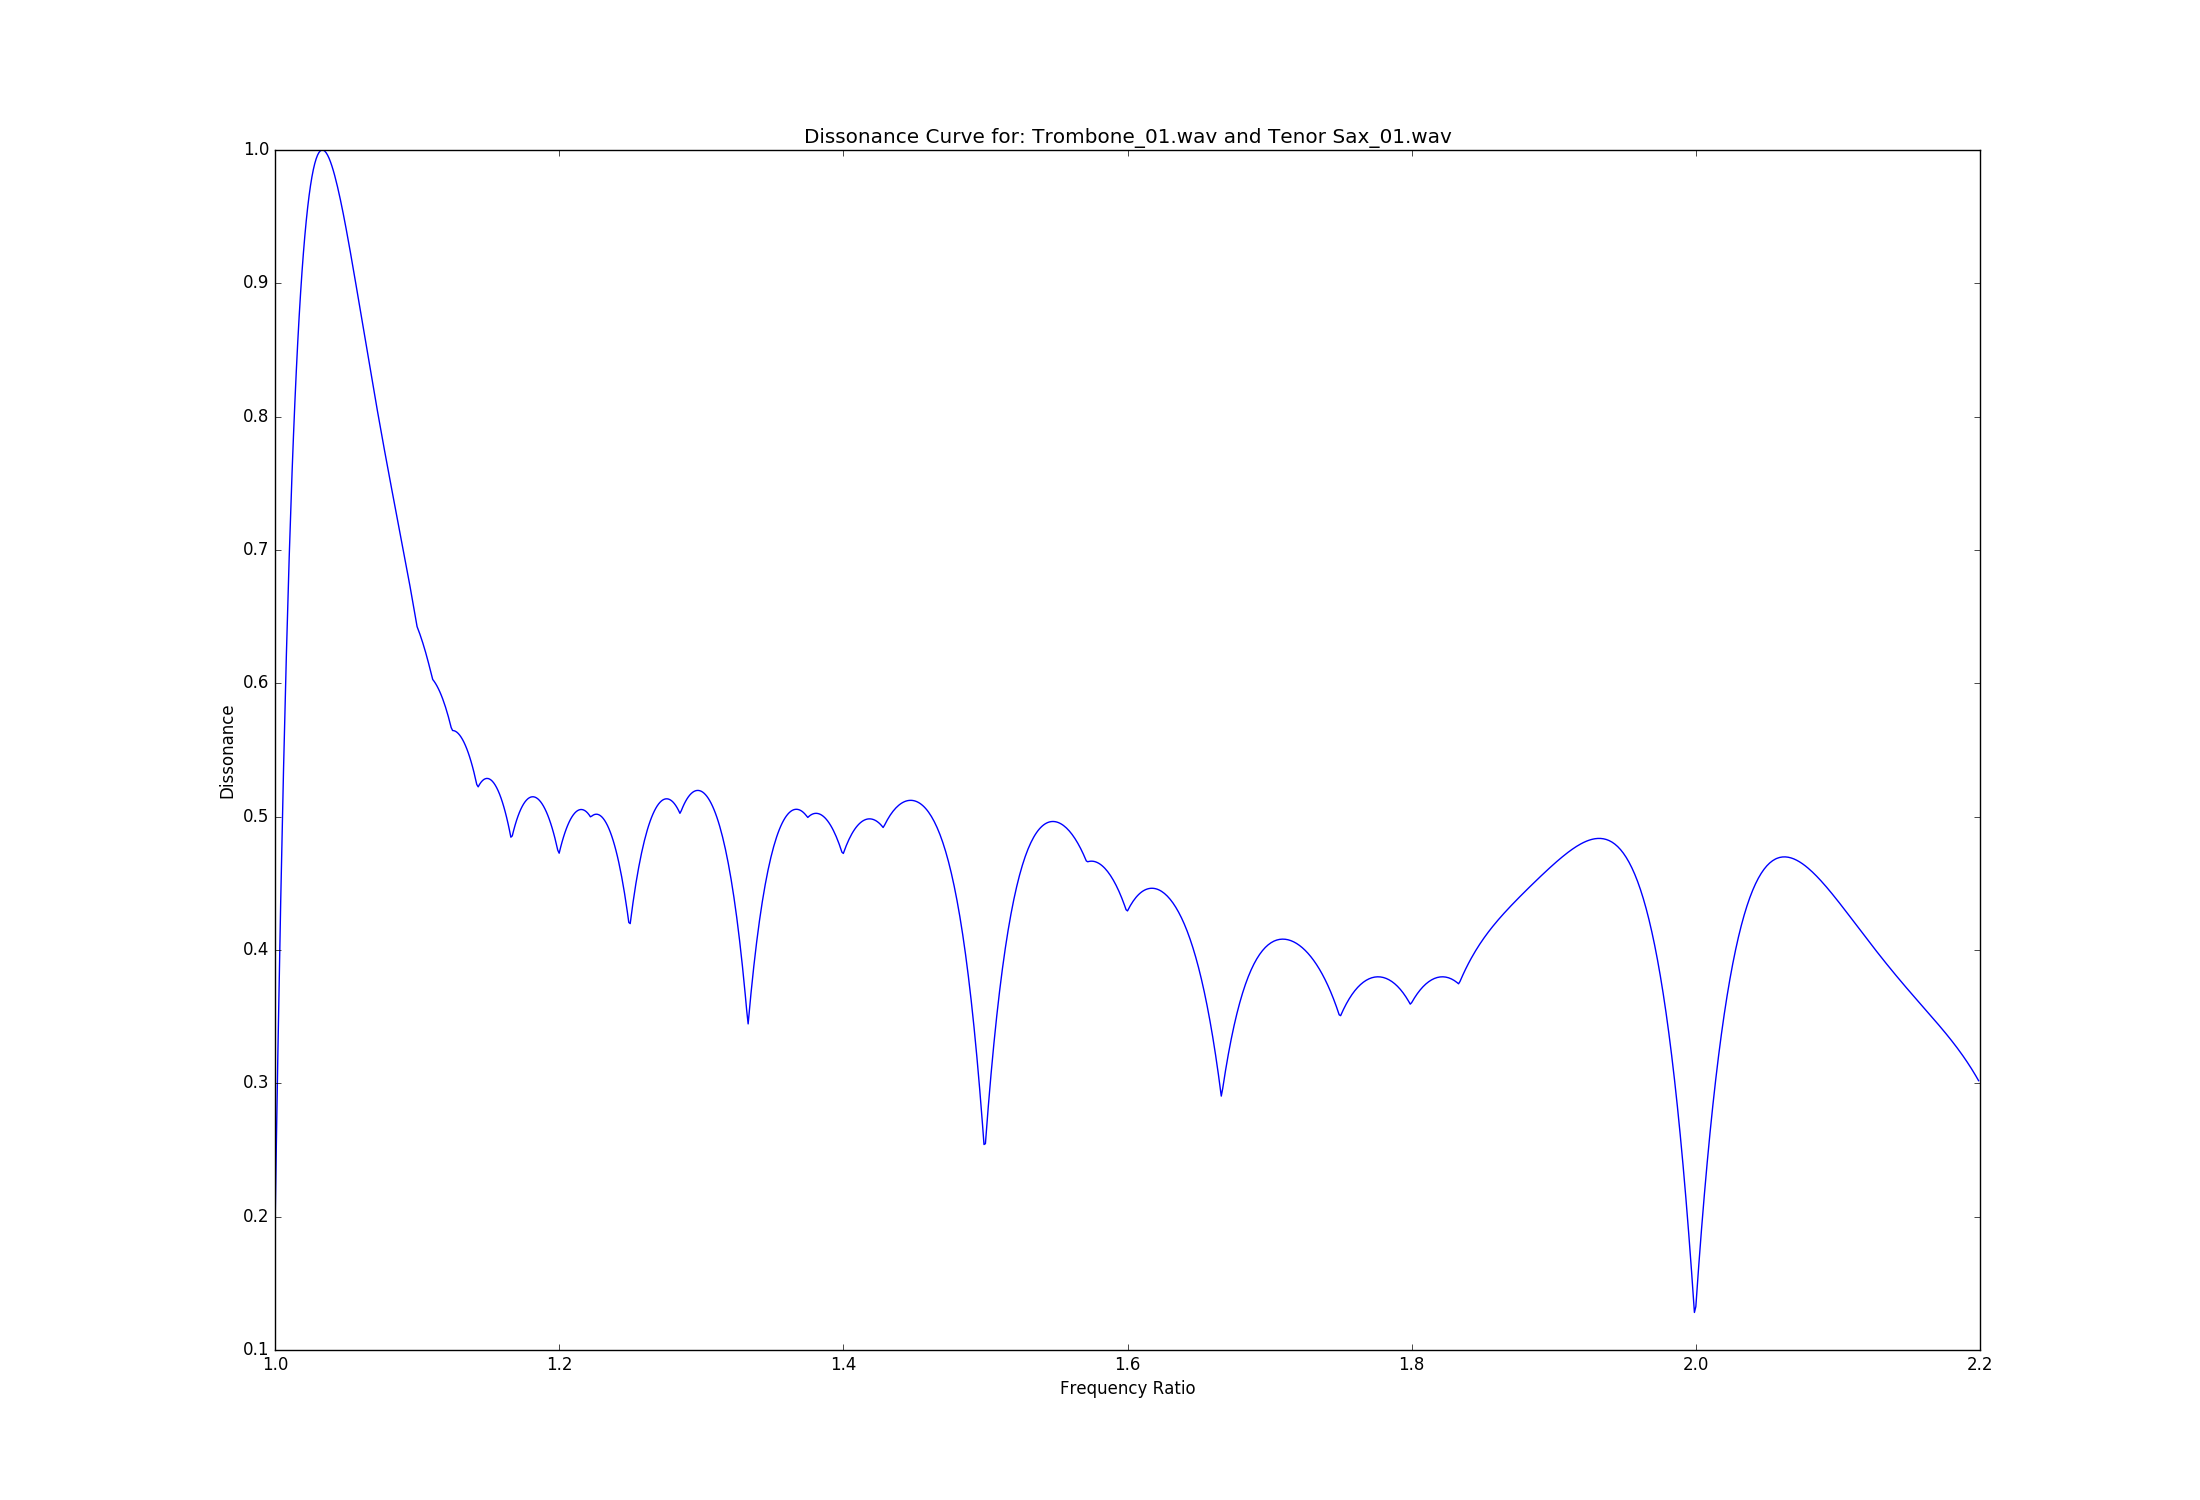 Dissonance Curve for: Trombone_01.wav and Tenor Sax_01.wav
1.0
0.9
0.8
0.7
0.6
0.5
0.4
0.3
0.2
0.1
Dissonance
1.0 1.2 1.4 1.6 1.8 2.0 2.2
Frequency Ratio